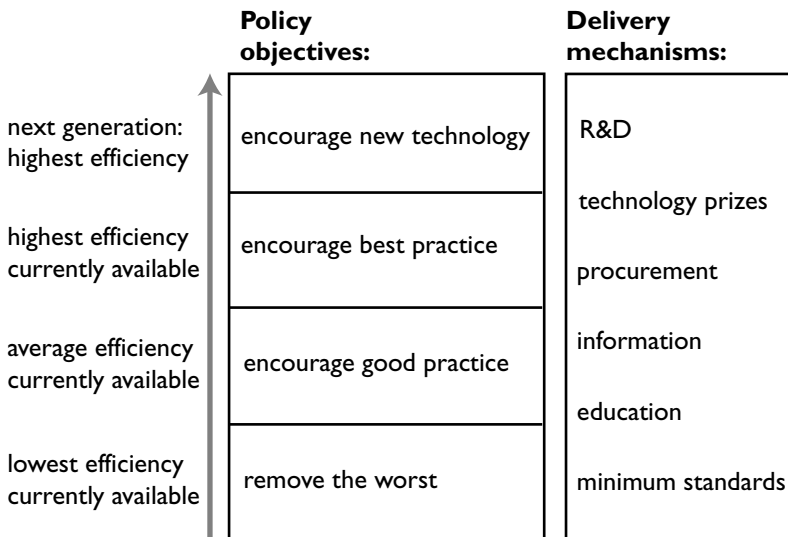 Policy
objectives:
Delivery
mechanisms:
next generation:
highest efficiency
encourage new technology
R&D
technology prizes
highest efficiency
currently available
encourage best practice
procurement
average efficiency
currently available
encourage good practice
information
education
lowest efficiency
currently available
remove the worst
minimum standards